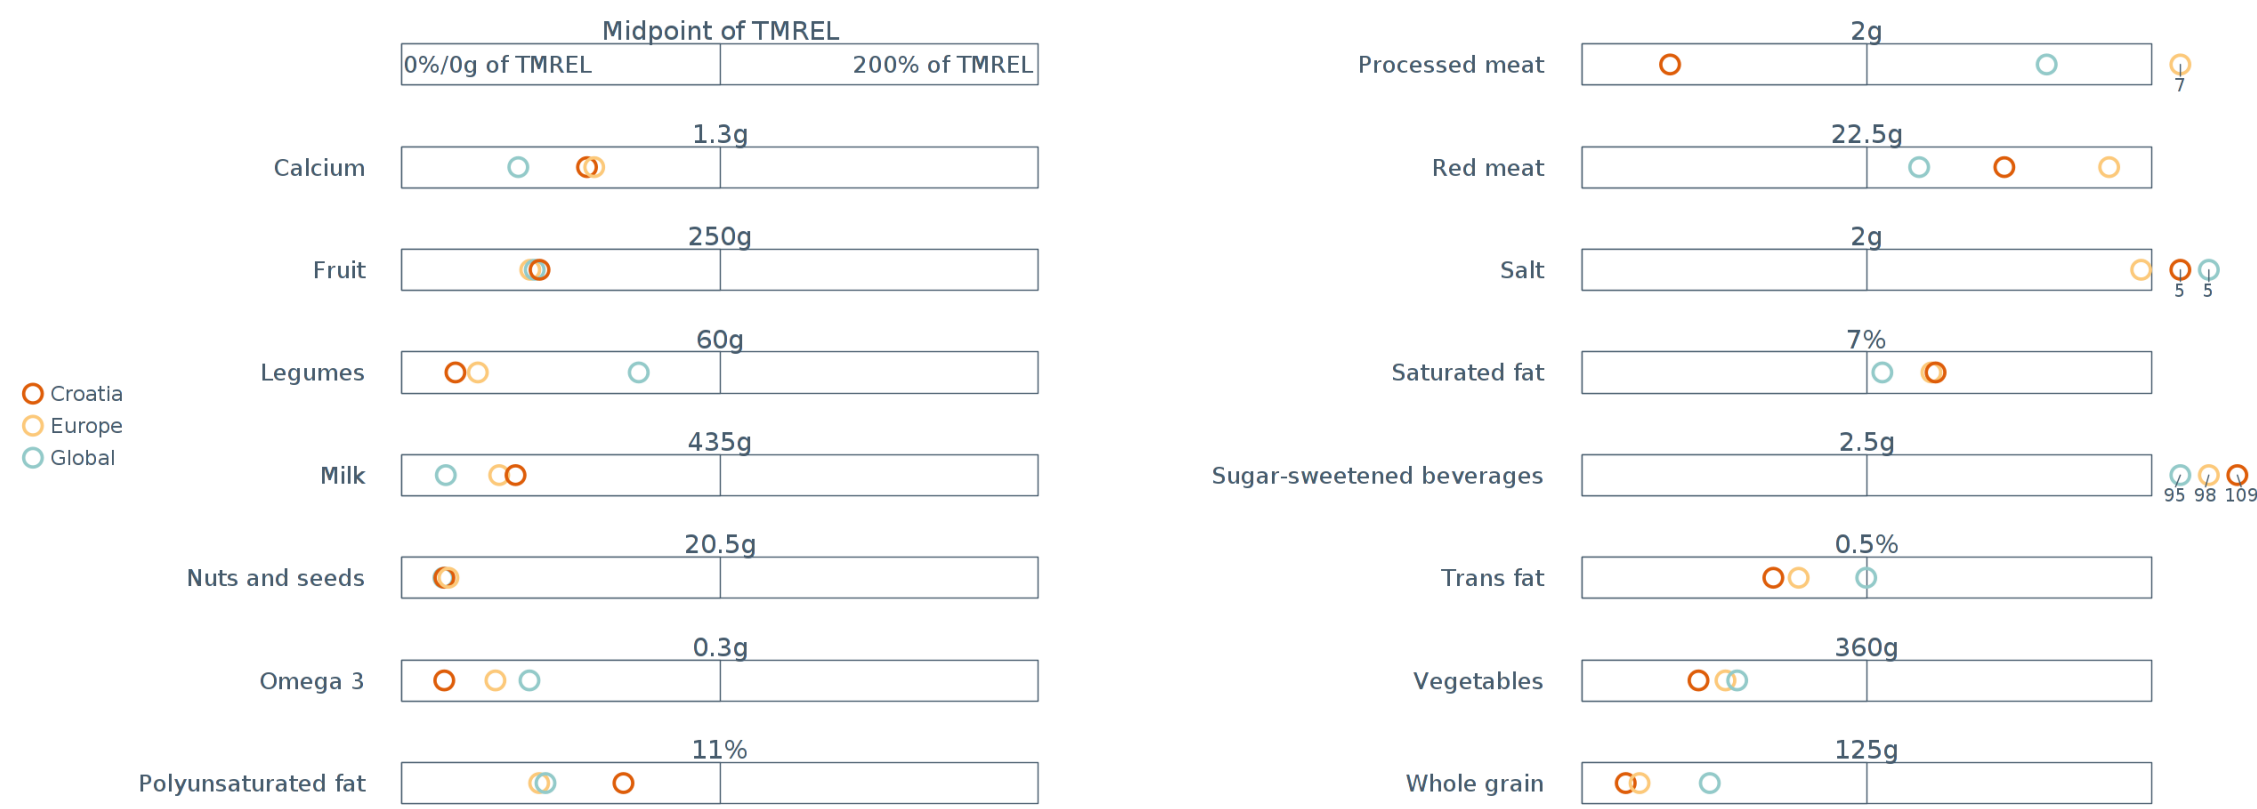 Midpoint of TMREL
0%/0g of TMREL 200% of TMREL
1.3g
Calcium
250g
Fruit
60g
Legumes
435g
Milk
20.5g
Nuts and seeds
0.3g
Omega 3
11%
Polyunsaturated fat
Croatia
Europe
Global
2g
Processed meat
7
22.5g
Red meat
2g
Salt
5 5
7%
Saturated fat
2.5g
Sugar-sweetened beverages
95 98 109
0.5%
Trans fat
360g
Vegetables
125g
Whole grain